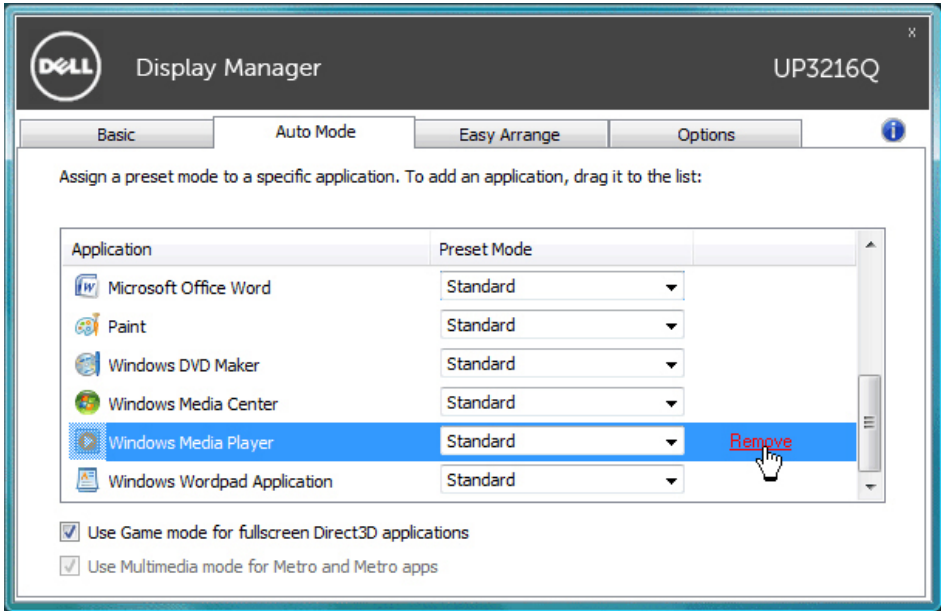 x
DELL Display Manager UP3216Q
Basic Auto Mode Easy Arrange Options
Assign a preset mode to a specific application. To add an application, drag it to the list:
Application Preset Mode
Microsoft Office Word Standard
Paint Standard
Windows DVD Maker Standard
Windows Media Center Standard
Windows Media Player Standard Remove
Windows Wordpad Application Standard
Use Game mode for fullscreen Direct3D applications
Use Multimedia mode for Metro and Metro apps